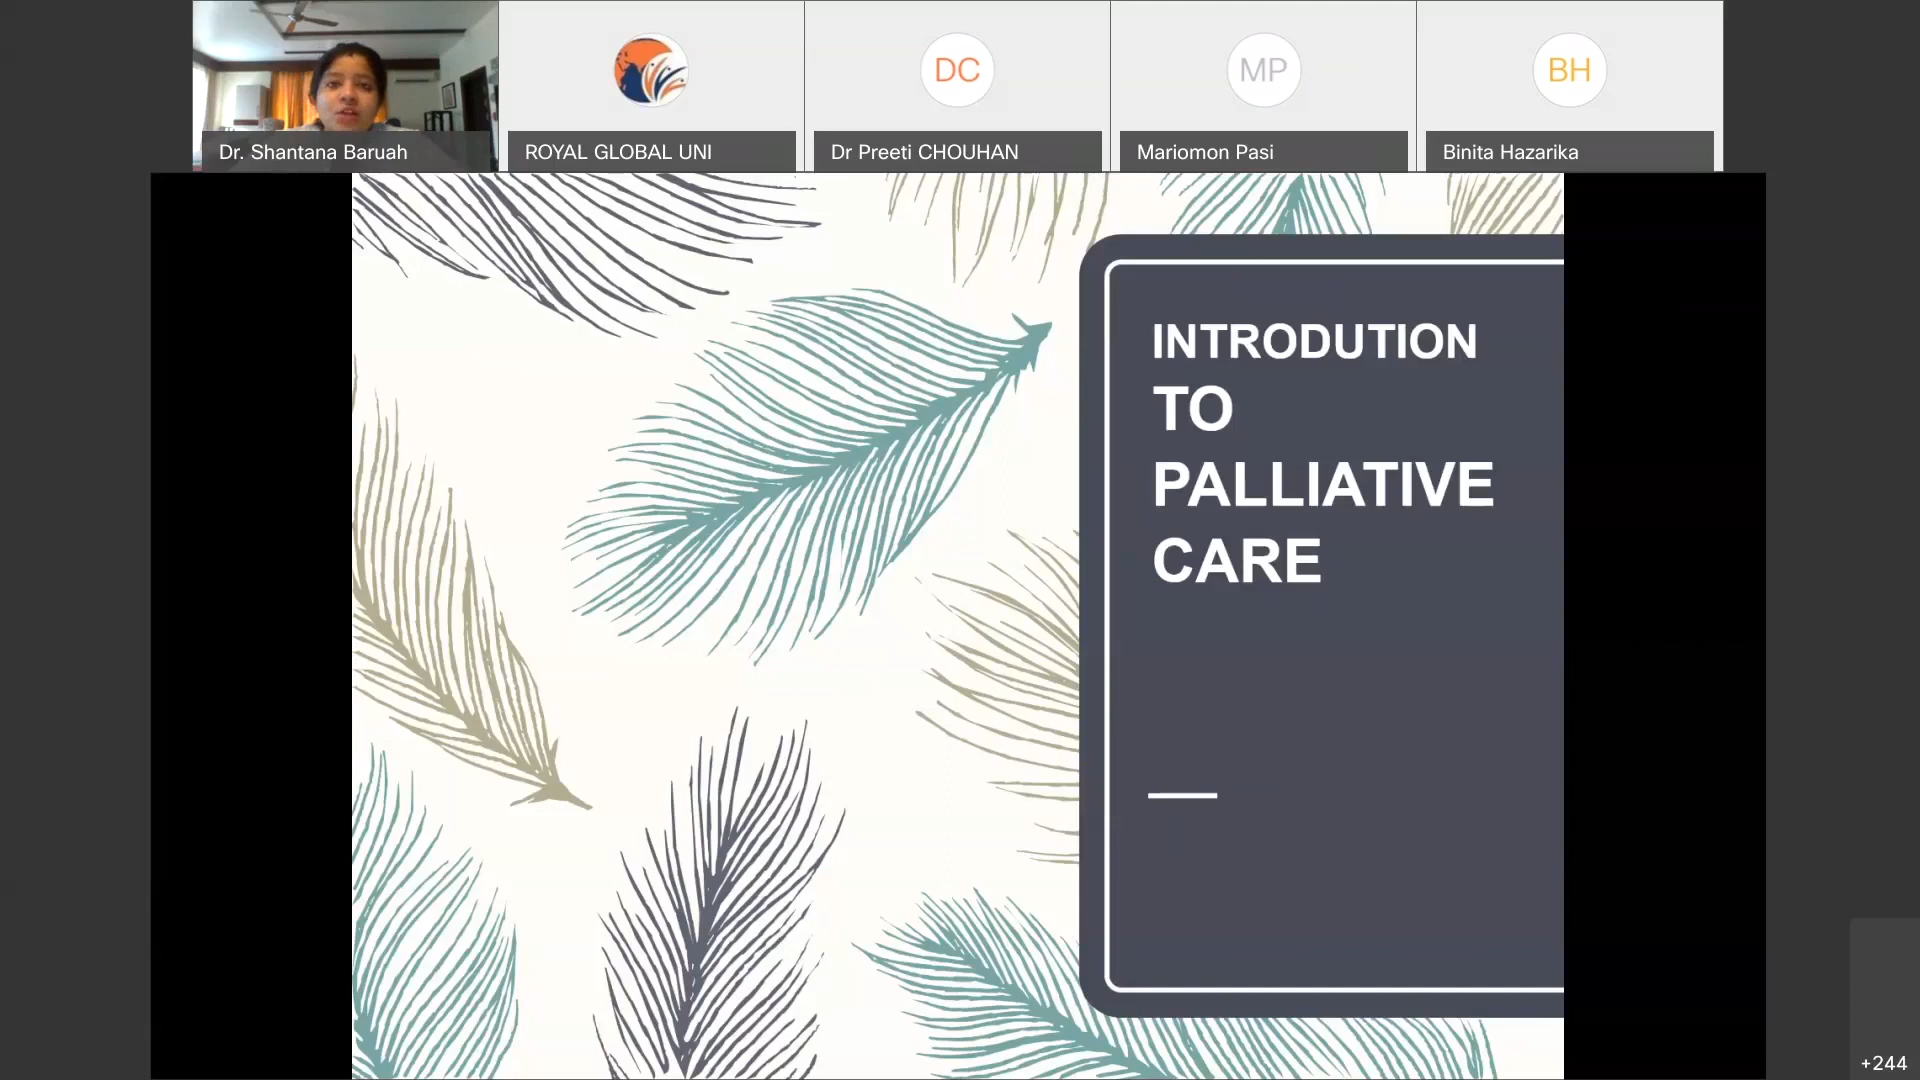 DC
MP
BH
Dr. Shantana Baruah
ROYAL GLOBAL UNI
Dr Preeti CHOUHAN
Mariomon Pasi
Binita Hazarika
INTRODUTION
TO
PALLIATIVE
CARE
+244